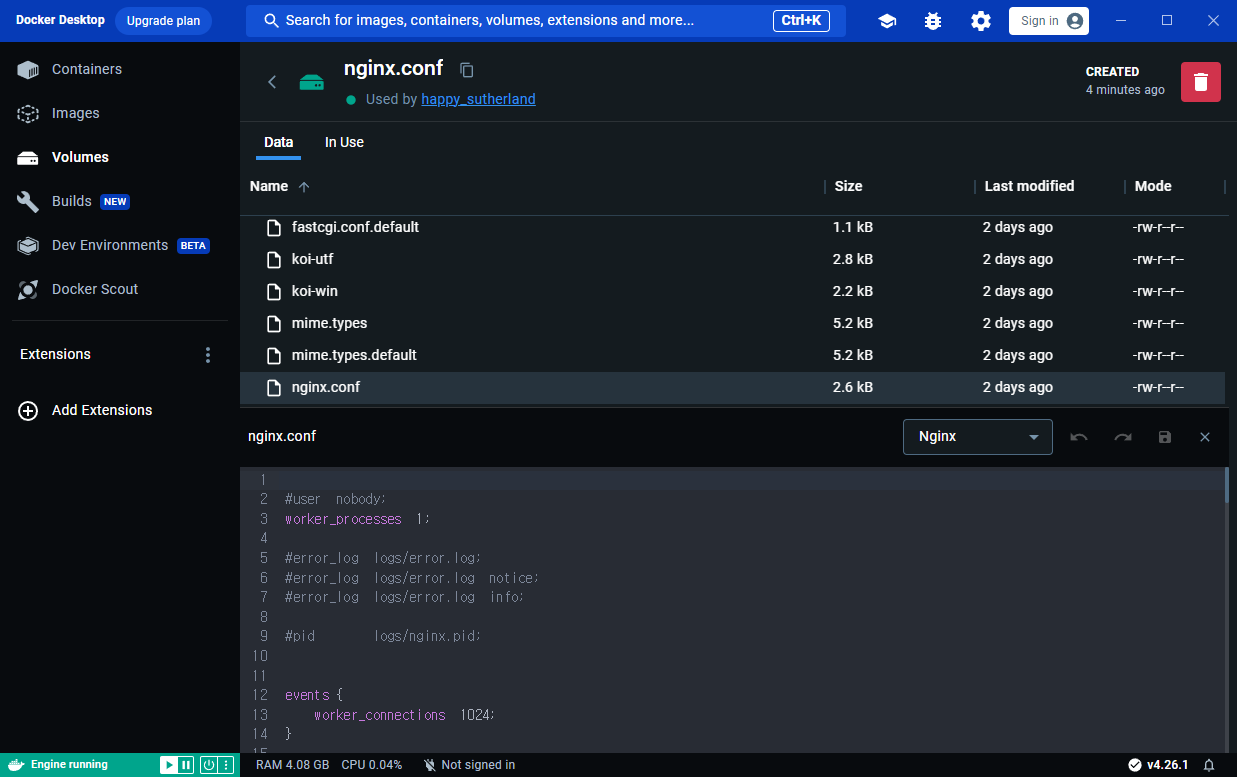 Docker Desktop Upgrade plan Search for images, containers, volumes, extensions and more... Ctrl+K Sign in
Containers
Images
Volumes
Builds NEW
Dev Environments BETA
Docker Scout
Extensions
Add Extensions
nginx.conf
Used by happy_sutherland
CREATED
4 minutes ago
Data In Use
Name Size Last modified Mode
fastcgi.conf.default 1.1 kB 2 days ago -rw-r--r--
koi-utf 2.8 kB 2 days ago -rw-r--r--
koi-win 2.2 kB 2 days ago -rw-r--r--
mime.types 5.2 kB 2 days ago -rw-r--r--
mime.types.default 5.2 kB 2 days ago -rw-r--r--
nginx.conf 2.6 kB 2 days ago -rw-r--r--
nginx.conf Nginx
1
2 #user  nobody;
3 worker_processes  1;
4
5 #error_log  logs/error.log;
6 #error_log  logs/error.log  notice;
7 #error_log  logs/error.log  info;
8
9 #pid        logs/nginx.pid;
10
11
12 events {
13     worker_connections  1024;
14 }
15
Engine running RAM 4.08 GB CPU 0.04% Not signed in v4.26.1